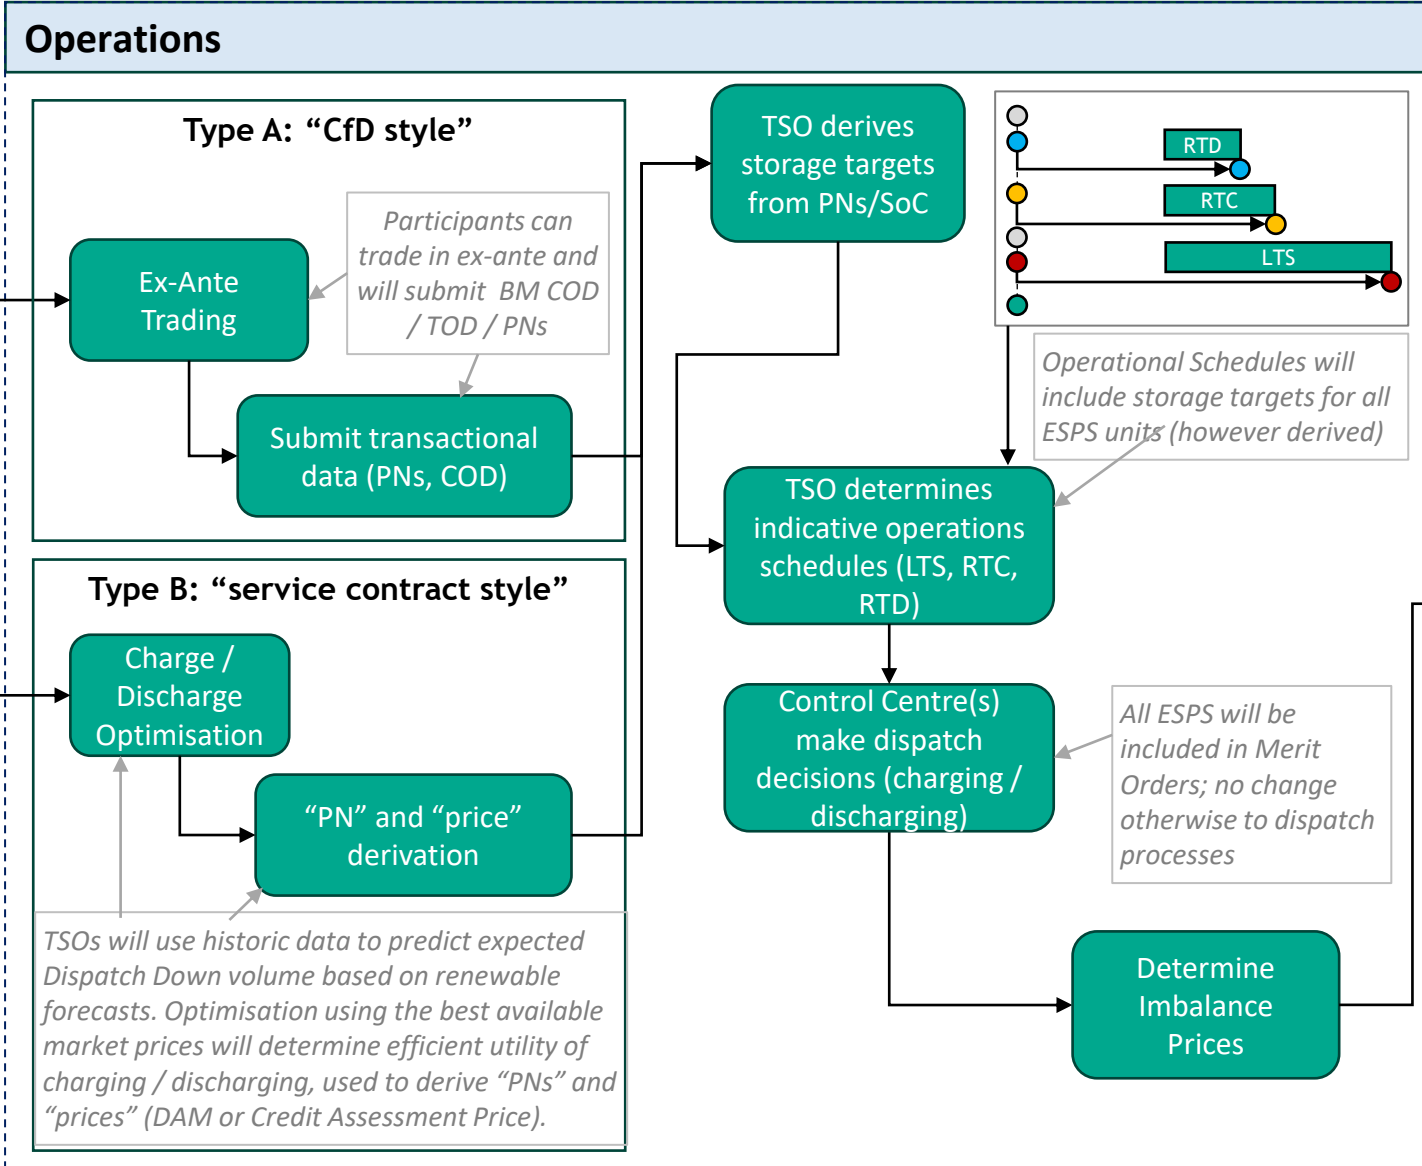 Operations
Type A: “CfD style”
Participants can
trade in ex-ante and
will submit  BM COD
/ TOD / PNs
Ex-Ante
Trading
Submit transactional
data (PNs, COD)
Type B: “service contract style”
Charge /
Discharge
Optimisation
“PN” and “price”
derivation
TSOs will use historic data to predict expected
Dispatch Down volume based on renewable
forecasts. Optimisation using the best available
market prices will determine efficient utility of
charging / discharging, used to derive “PNs” and
“prices” (DAM or Credit Assessment Price).
TSO derives
storage targets
from PNs/SoC
RTD
RTC
LTS
Operational Schedules will
include storage targets for all
ESPS units (however derived)
TSO determines
indicative operations
schedules (LTS, RTC,
RTD)
Control Centre(s)
make dispatch
decisions (charging /
discharging)
All ESPS will be
included in Merit
Orders; no change
otherwise to dispatch
processes
Determine
Imbalance
Prices